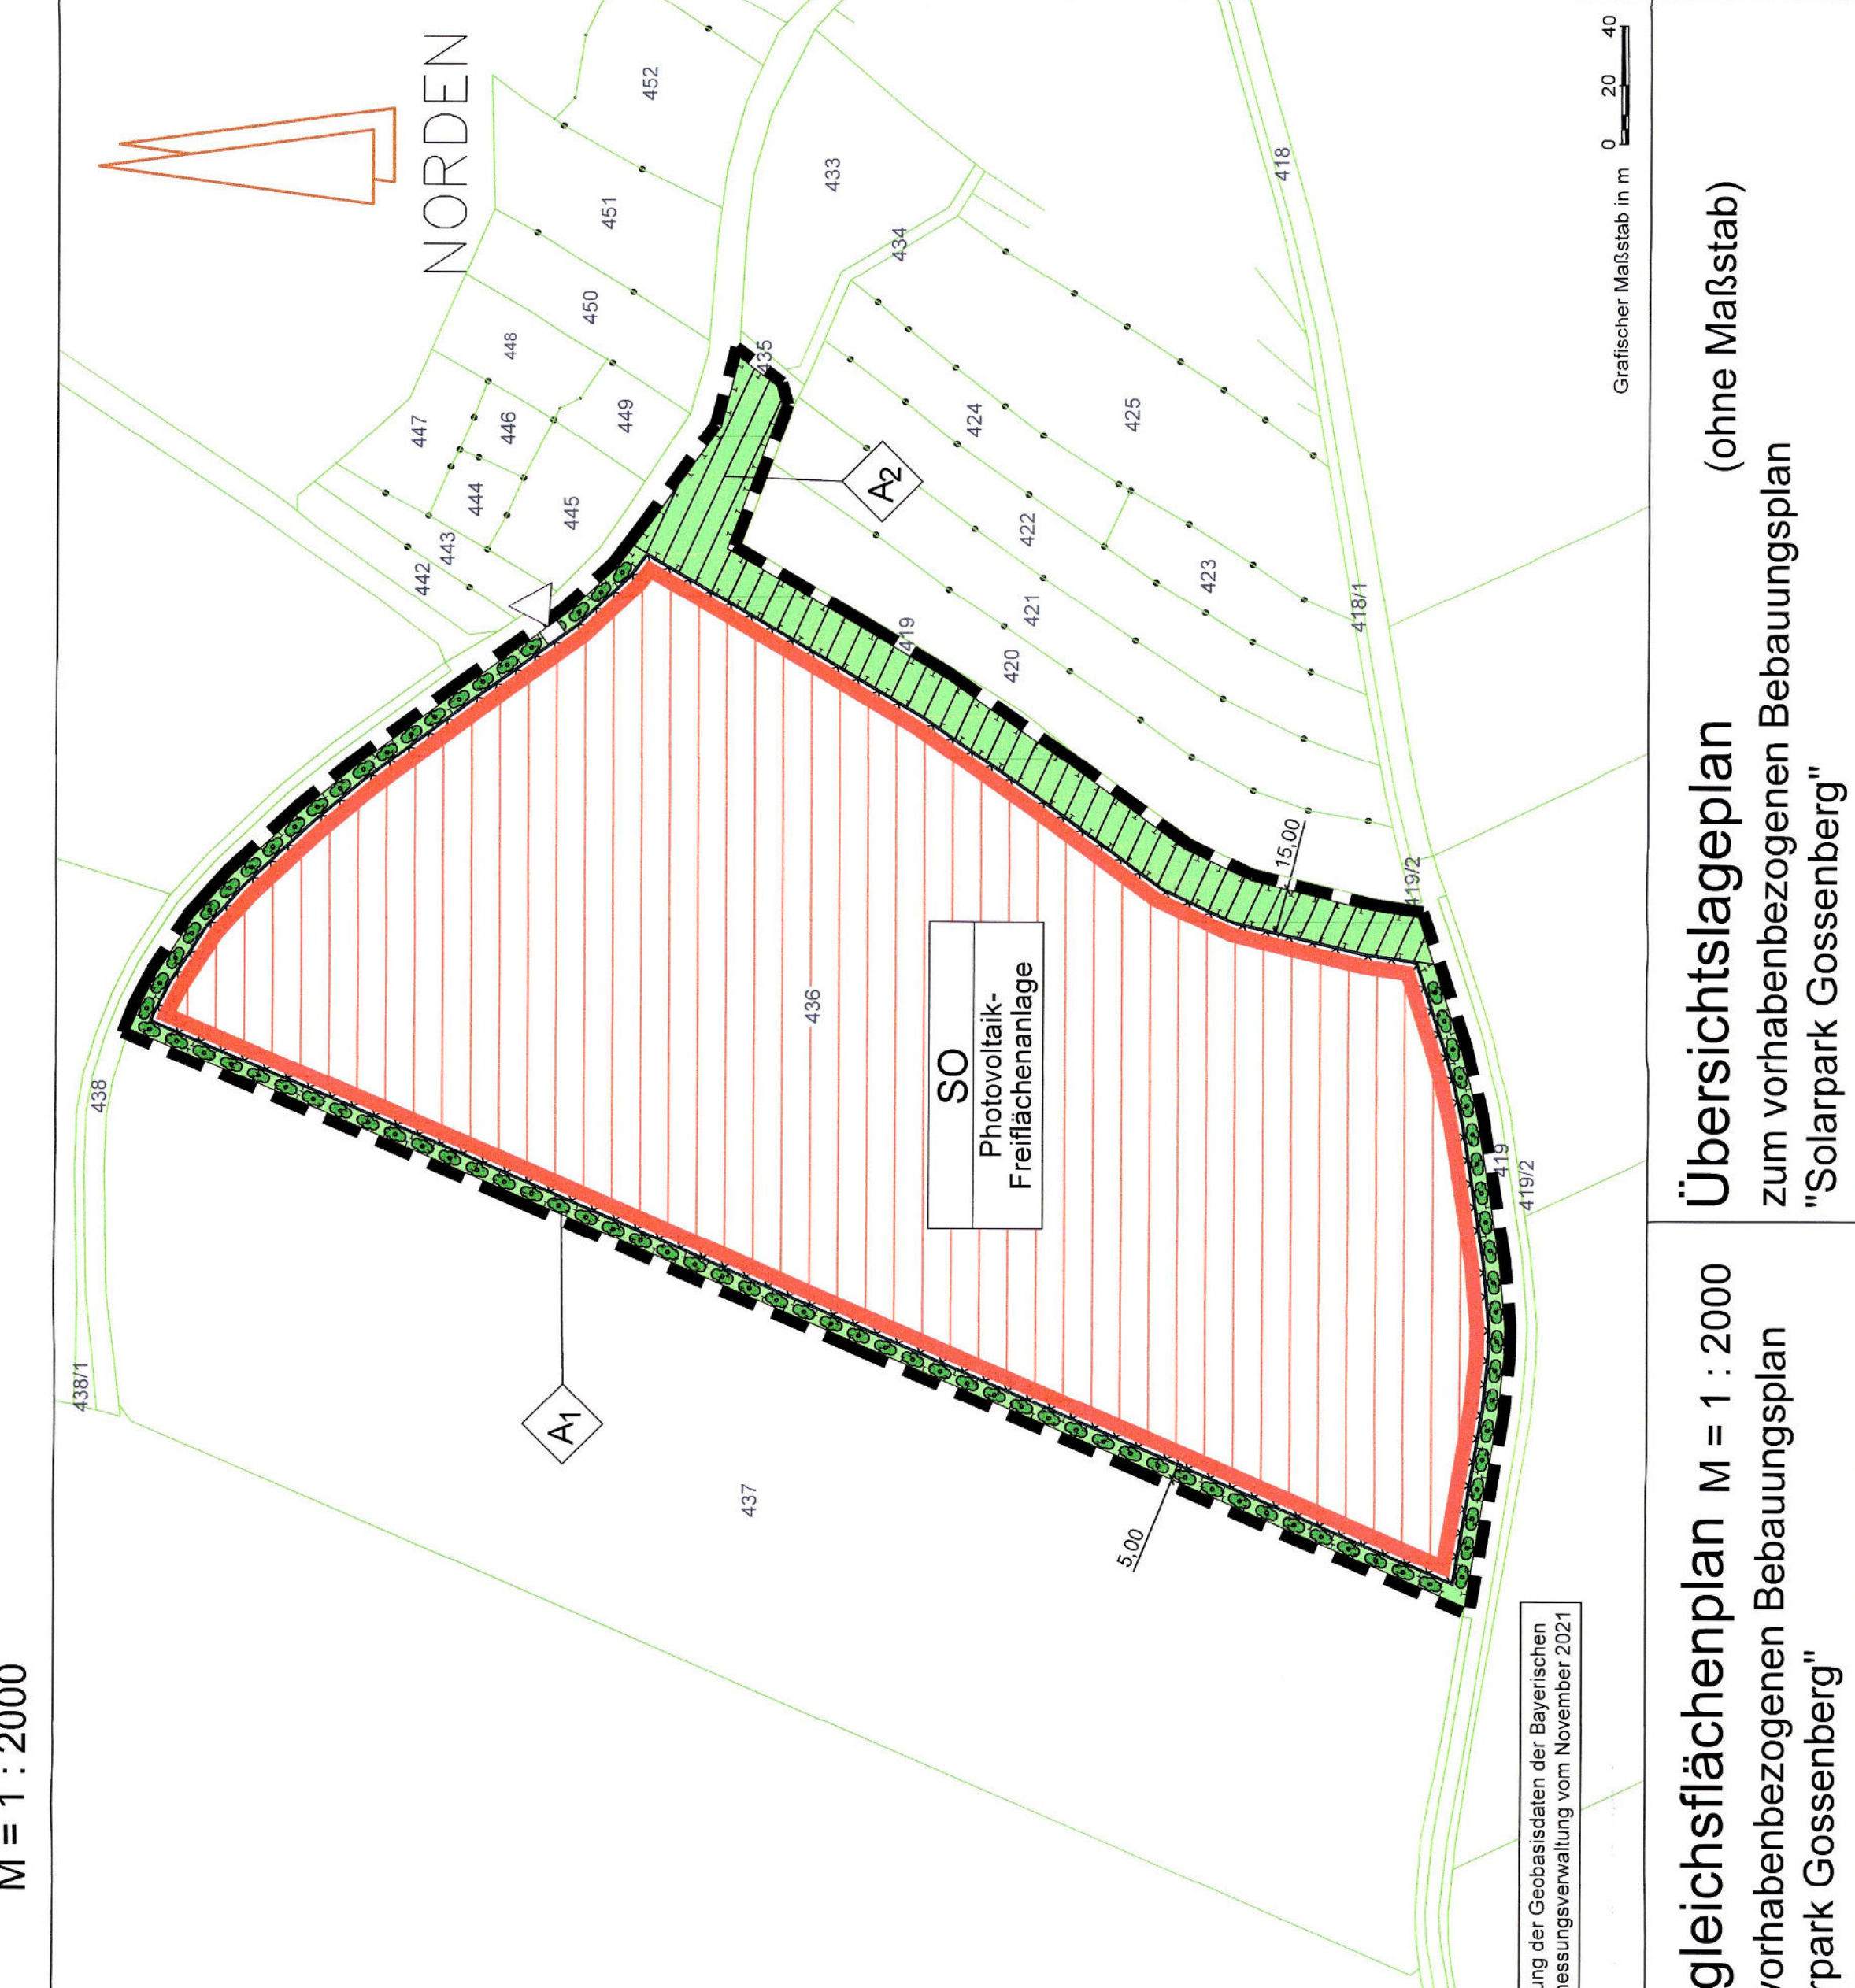 M = 1 : 2000
NORDEN
452
451
450
448
447
446
449
444
445
443
442
433
434
435
418
424
425
422
423
421
420
419
418/1
419/2
A2
15,00
438
438/1
436
SO
Photovoltaik-
Freiflächenanlage
A1
437
5,00
419
419/2
Grafischer Maßstab in m
0 20 40
ung der Geobasisdaten der Bayerischen
messungsverwaltung vom November 2021
gleichsflächenplan M = 1 : 2000
vorhabenbezogenen Bebauungsplan
rpark Gossenberg"
Übersichtslageplan (ohne Maßstab)
zum vorhabenbezogenen Bebauungsplan
"Solarpark Gossenberg"